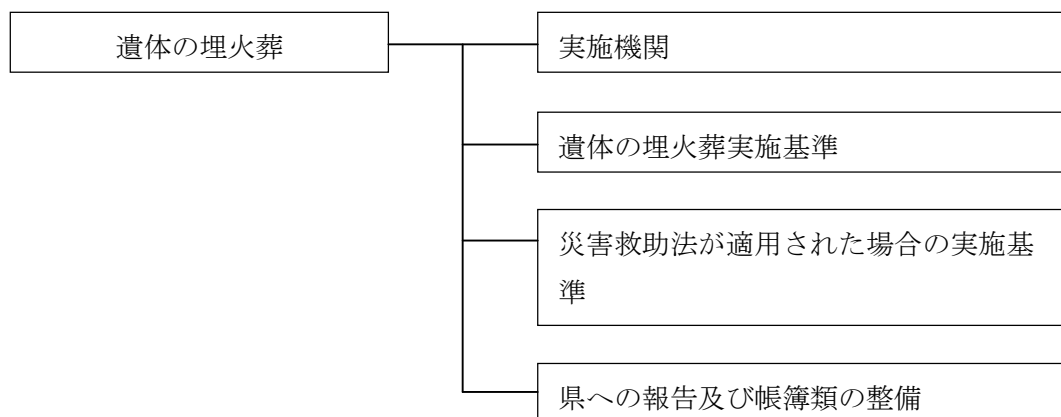 遺体の埋火葬
実施機関
遺体の埋火葬実施基準
災害救助法が適用された場合の実施基
準
県への報告及び帳簿類の整備